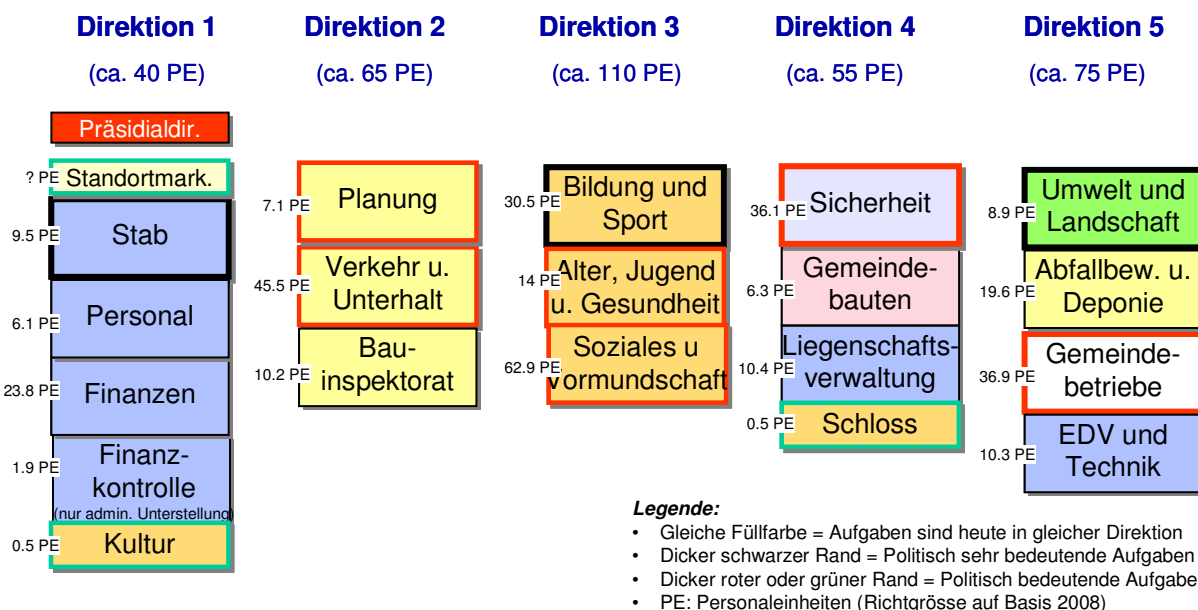 Direktion 1
(ca. 40 PE)
Präsidialdir.
? PE Standortmark.
9.5 PE Stab
6.1 PE Personal
23.8 PE Finanzen
1.9 PE Finanz-
kontrolle
(nur admin. Unterstellung)
0.5 PE Kultur
Direktion 2
(ca. 65 PE)
7.1 PE Planung
45.5 PE Verkehr u.
Unterhalt
10.2 PE Bau-
inspektorat
Direktion 3
(ca. 110 PE)
30.5 PE Bildung und
Sport
14 PE Alter, Jugend
u. Gesundheit
62.9 PE Soziales u
Vormundschaft
Direktion 4
(ca. 55 PE)
36.1 PE Sicherheit
6.3 PE Gemeinde-
bauten
10.4 PE Liegenschafts-
verwaltung
0.5 PE Schloss
Direktion 5
(ca. 75 PE)
8.9 PE Umwelt und
Landschaft
19.6 PE Abfallbew. u.
Deponie
36.9 PE Gemeinde-
betriebe
10.3 PE EDV und
Technik
Legende:
• Gleiche Füllfarbe = Aufgaben sind heute in gleicher Direktion
• Dicker schwarzer Rand = Politisch sehr bedeutende Aufgaben
• Dicker roter oder grüner Rand = Politisch bedeutende Aufgabe
• PE: Personaleinheiten (Richtgrösse auf Basis 2008)